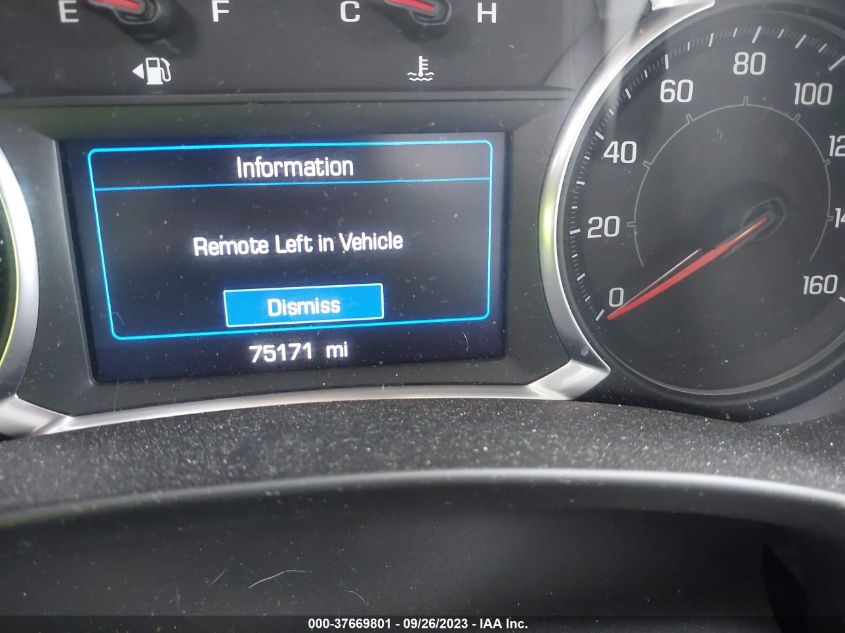 E F C H
Information
Remote Left in Vehicle
Dismiss
75171 mi
0 20 40 60 80 100 160
000-37669801 - 09/26/2023 - IAA Inc.